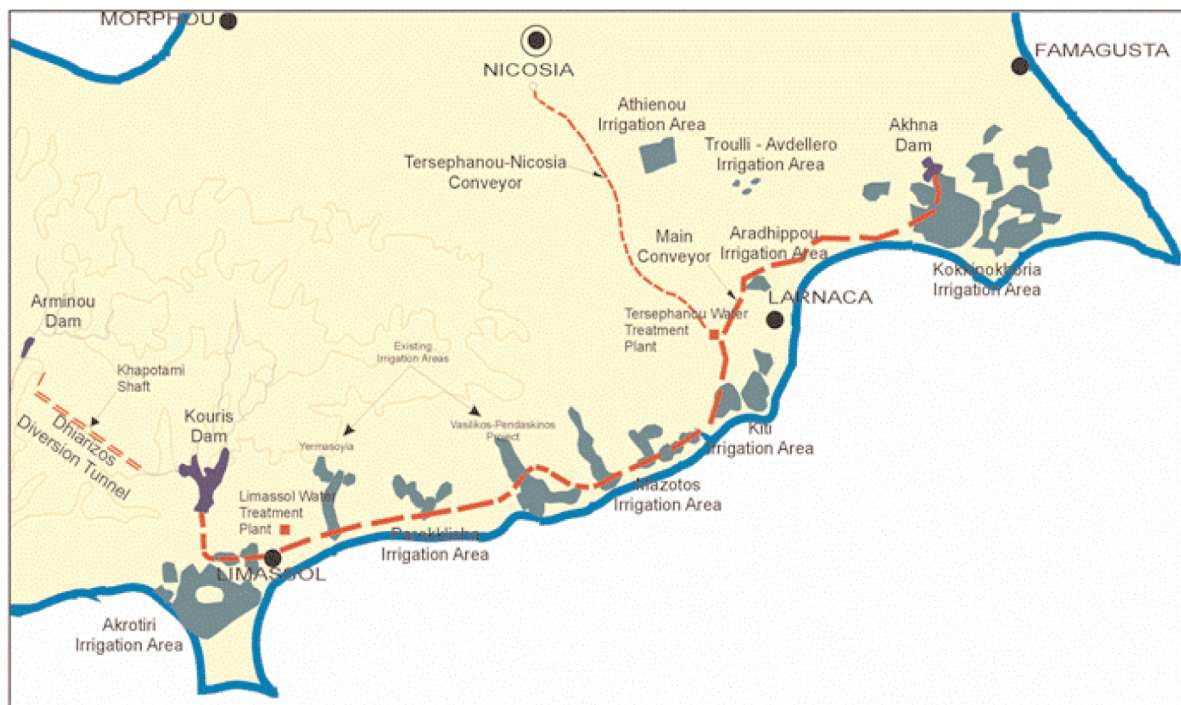 MORPHOU
NICOSIA
FAMAGUSTA
Athienou
Irrigation Area
Troulli - Avdellero
Irrigation Area
Akhna
Dam
Tersephanou-Nicosia
Conveyor
Main
Conveyor
Aradhippou
Irrigation Area
Kokkinokhoria
Irrigation Area
LARNACA
Arminou
Dam
Tersephanou Water
Treatment
Plant
Khapotami
Shaft
Existing
Irrigation Areas
Kouris
Dam
Dhiarizos
Diversion Tunnel
Yermasoyia
Vasilikos-Pendaskinos
Project
Kiti
Irrigation Area
Limassol Water
Treatment
Plant
Mazotos
Irrigation Area
Parekklisha
Irrigation Area
LIMASSOL
Akrotiri
Irrigation Area